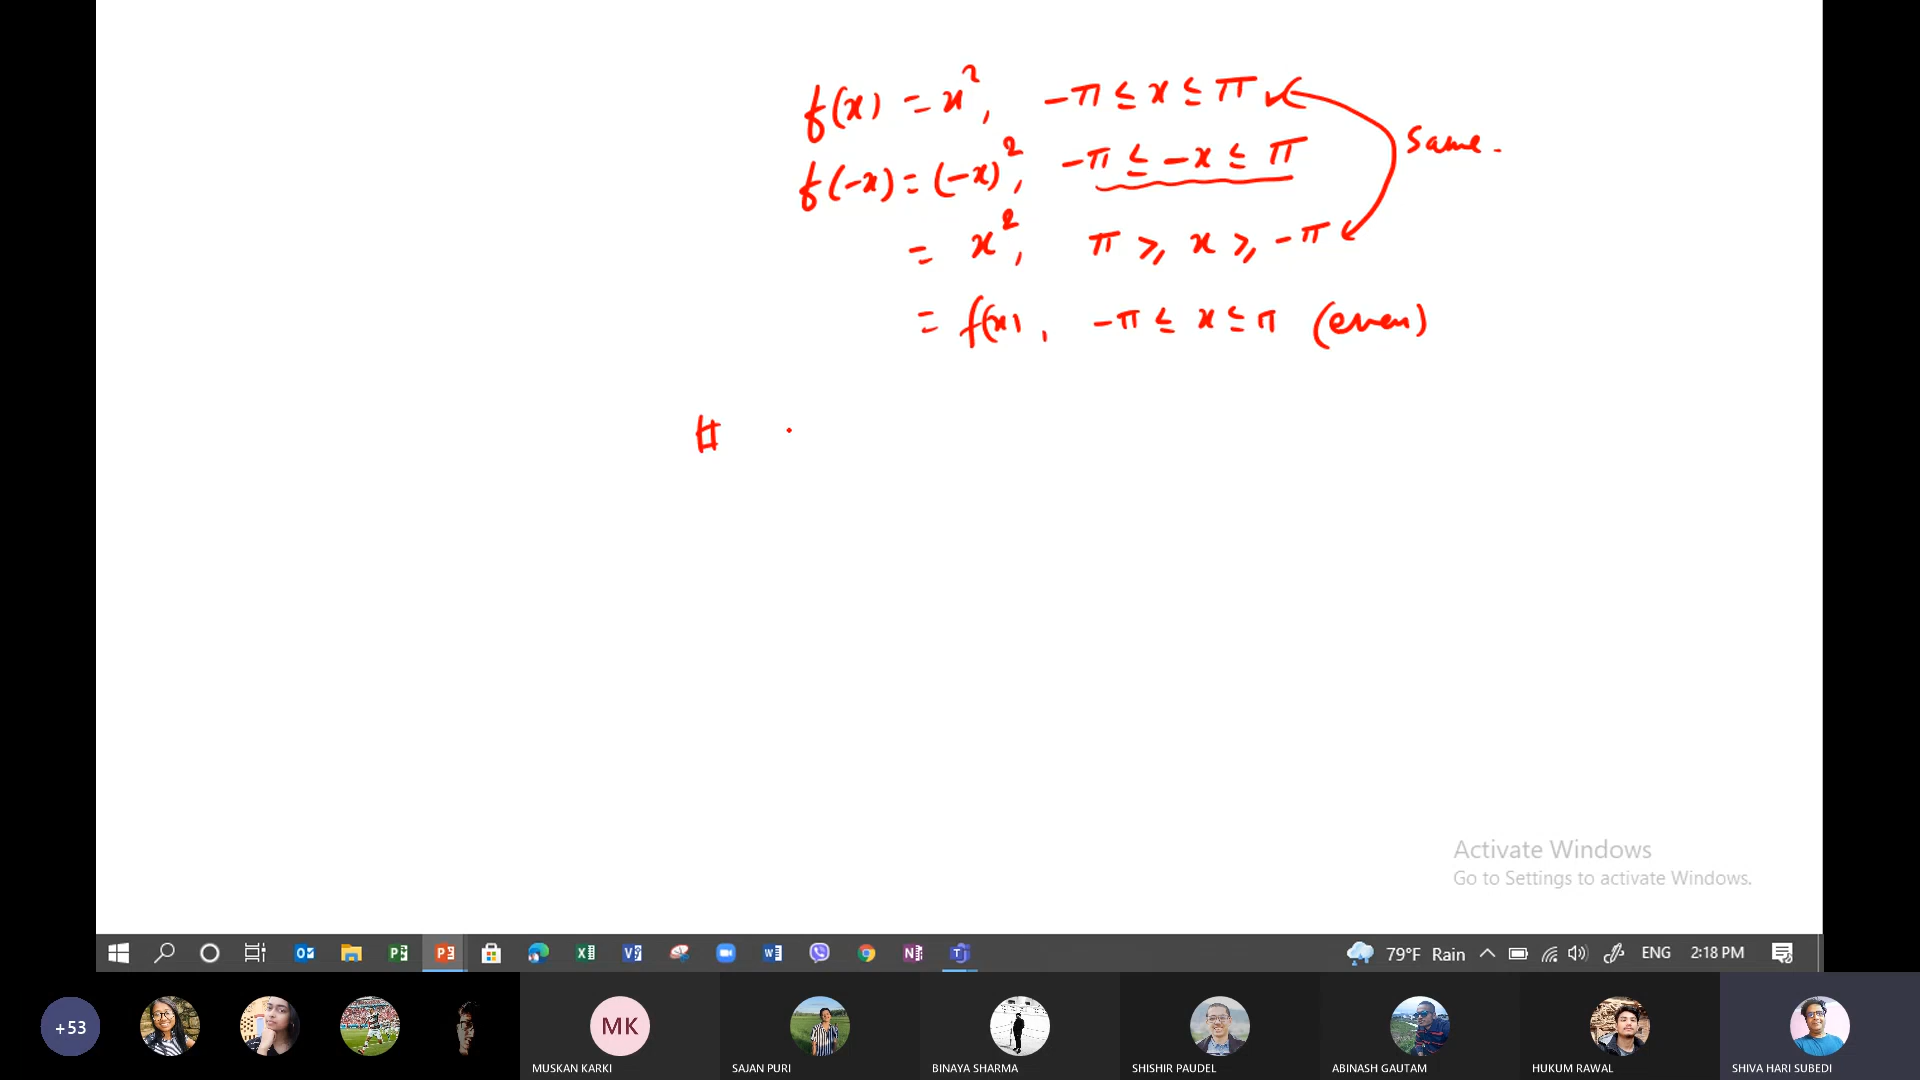 f(x) = x², -π ≤ x ≤ π
f(-x) = (-x)², -π ≤ -x ≤ π
Same.
= x², π ⩾ x ⩾ -π
= f(x), -π ≤ x ≤ π (even)
#
Activate Windows
Go to Settings to activate Windows.
79°F Rain ENG 2:18 PM
+53 MK
MUSKAN KARKI SAJAN PURI BINAYA SHARMA SHISHIR PAUDEL ABINASH GAUTAM HUKUM RAWAL SHIVA HARI SUBEDI